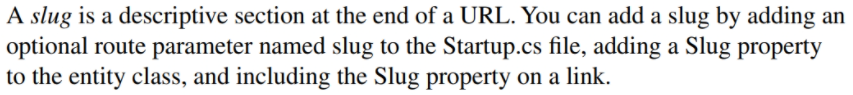 A slug is a descriptive section at the end of a URL. You can add a slug by adding an
optional route parameter named slug to the Startup.cs file, adding a Slug property
to the entity class, and including the Slug property on a link.